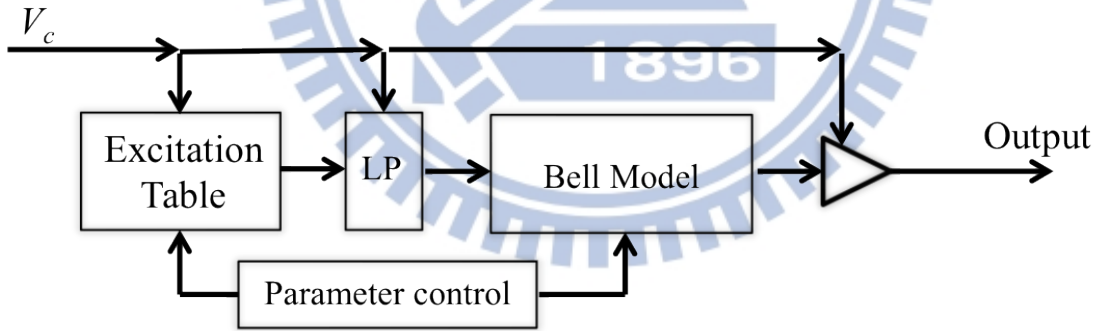 Vc
1896
Output
Excitation
Table
LP
Bell Model
Parameter control